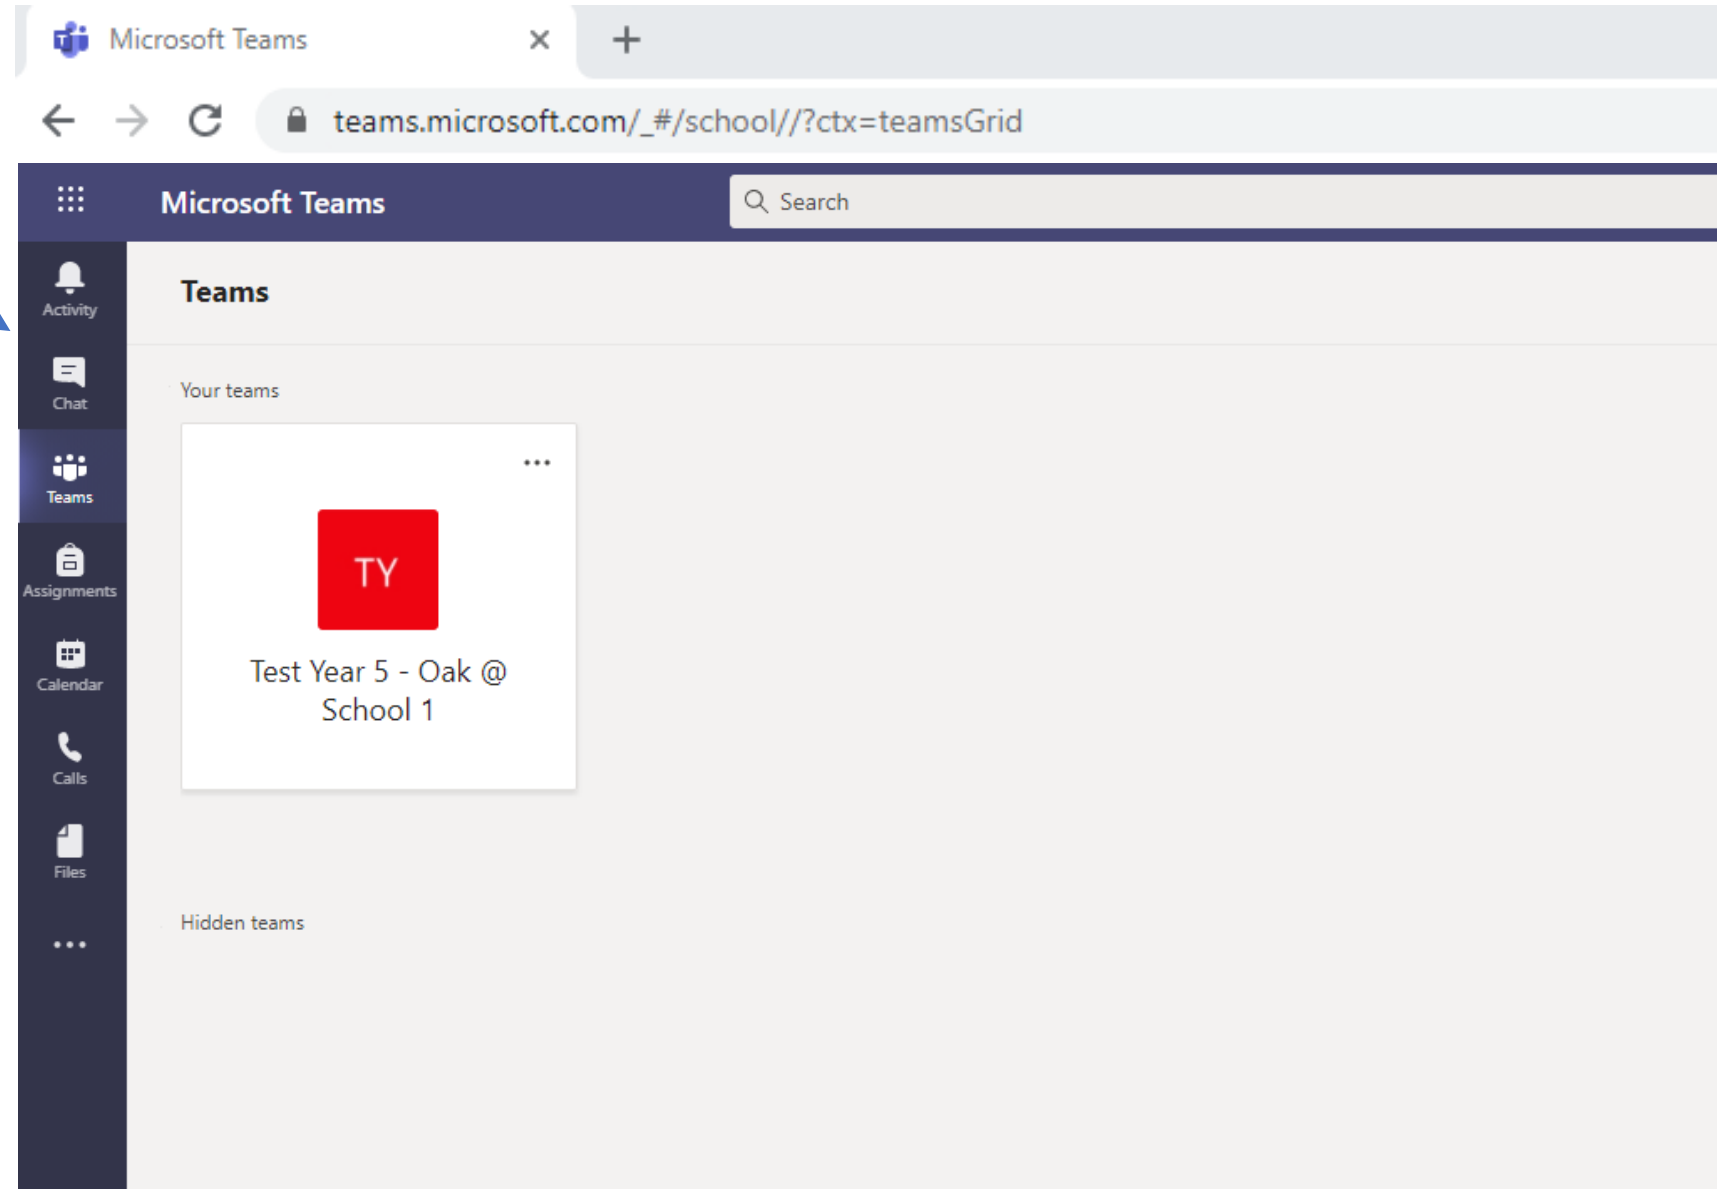 Microsoft Teams
teams.microsoft.com/_#/school//?ctx=teamsGrid
Microsoft Teams
Search
Activity
Teams
Chat
Your teams
Teams
TY
Assignments
Test Year 5 - Oak @
School 1
Calendar
Calls
Files
Hidden teams